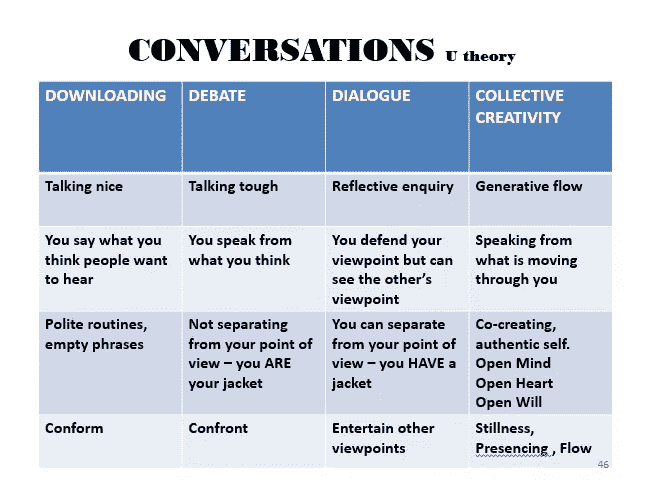 CONVERSATIONS U theory
DOWNLOADING
DEBATE
DIALOGUE
COLLECTIVE
CREATIVITY
Talking nice
Talking tough
Reflective enquiry
Generative flow
You say what you
think people want
to hear
You speak from
what you think
You defend your
viewpoint but can
see the other's
viewpoint
Speaking from
what is moving
through you
Polite routines,
empty phrases
Not separating
from your point of
view – you ARE
your jacket
You can separate
from your point of
view – you HAVE a
jacket
Co-creating,
authentic self.
Open Mind
Open Heart
Open Will
Conform
Confront
Entertain other
viewpoints
Stillness,
Presencing , Flow
46